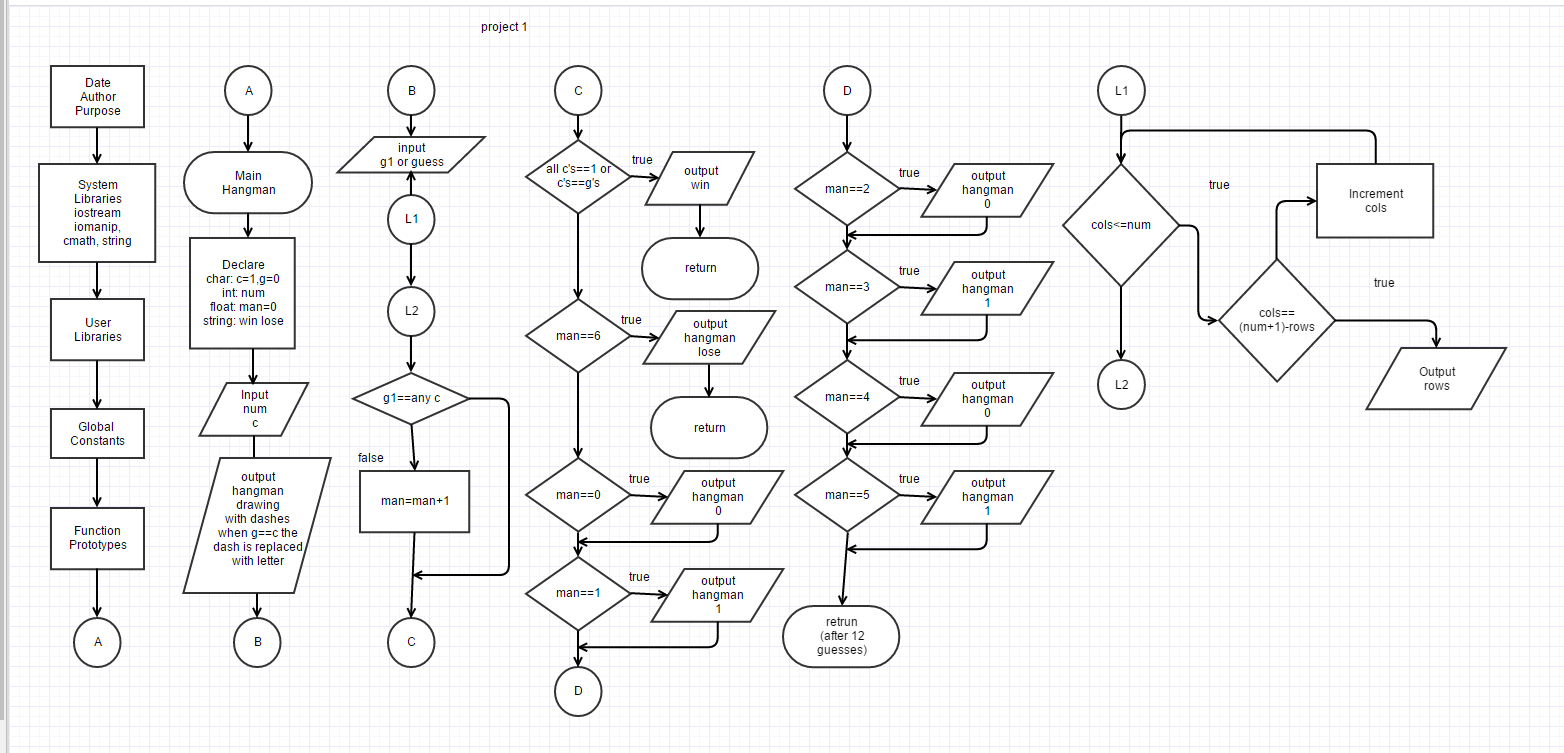 project 1
Date
Author
Purpose
System
Libraries
iostream
iomanip,
cmath, string
User
Libraries
Global
Constants
Function
Prototypes
A
A
Main
Hangman
Declare
char: c=1,g=0
int: num
float: man=0
string: win lose
Input
num
c
output
hangman
drawing
with dashes
when g==c the
dash is replaced
with letter
B
B
input
g1 or guess
L1
L2
g1==any c
false
man=man+1
C
C
all c's==1 or
c's==g's
true
output
win
return
man==6
true
output
hangman
lose
return
man==0
true
output
hangman
0
man==1
true
output
hangman
1
D
D
man==2
true
output
hangman
0
man==3
true
output
hangman
1
man==4
true
output
hangman
0
man==5
true
output
hangman
1
retrun
(after 12
guesses)
L1
cols<=num
true
Increment
cols
cols==
(num+1)-rows
true
Output
rows
L2